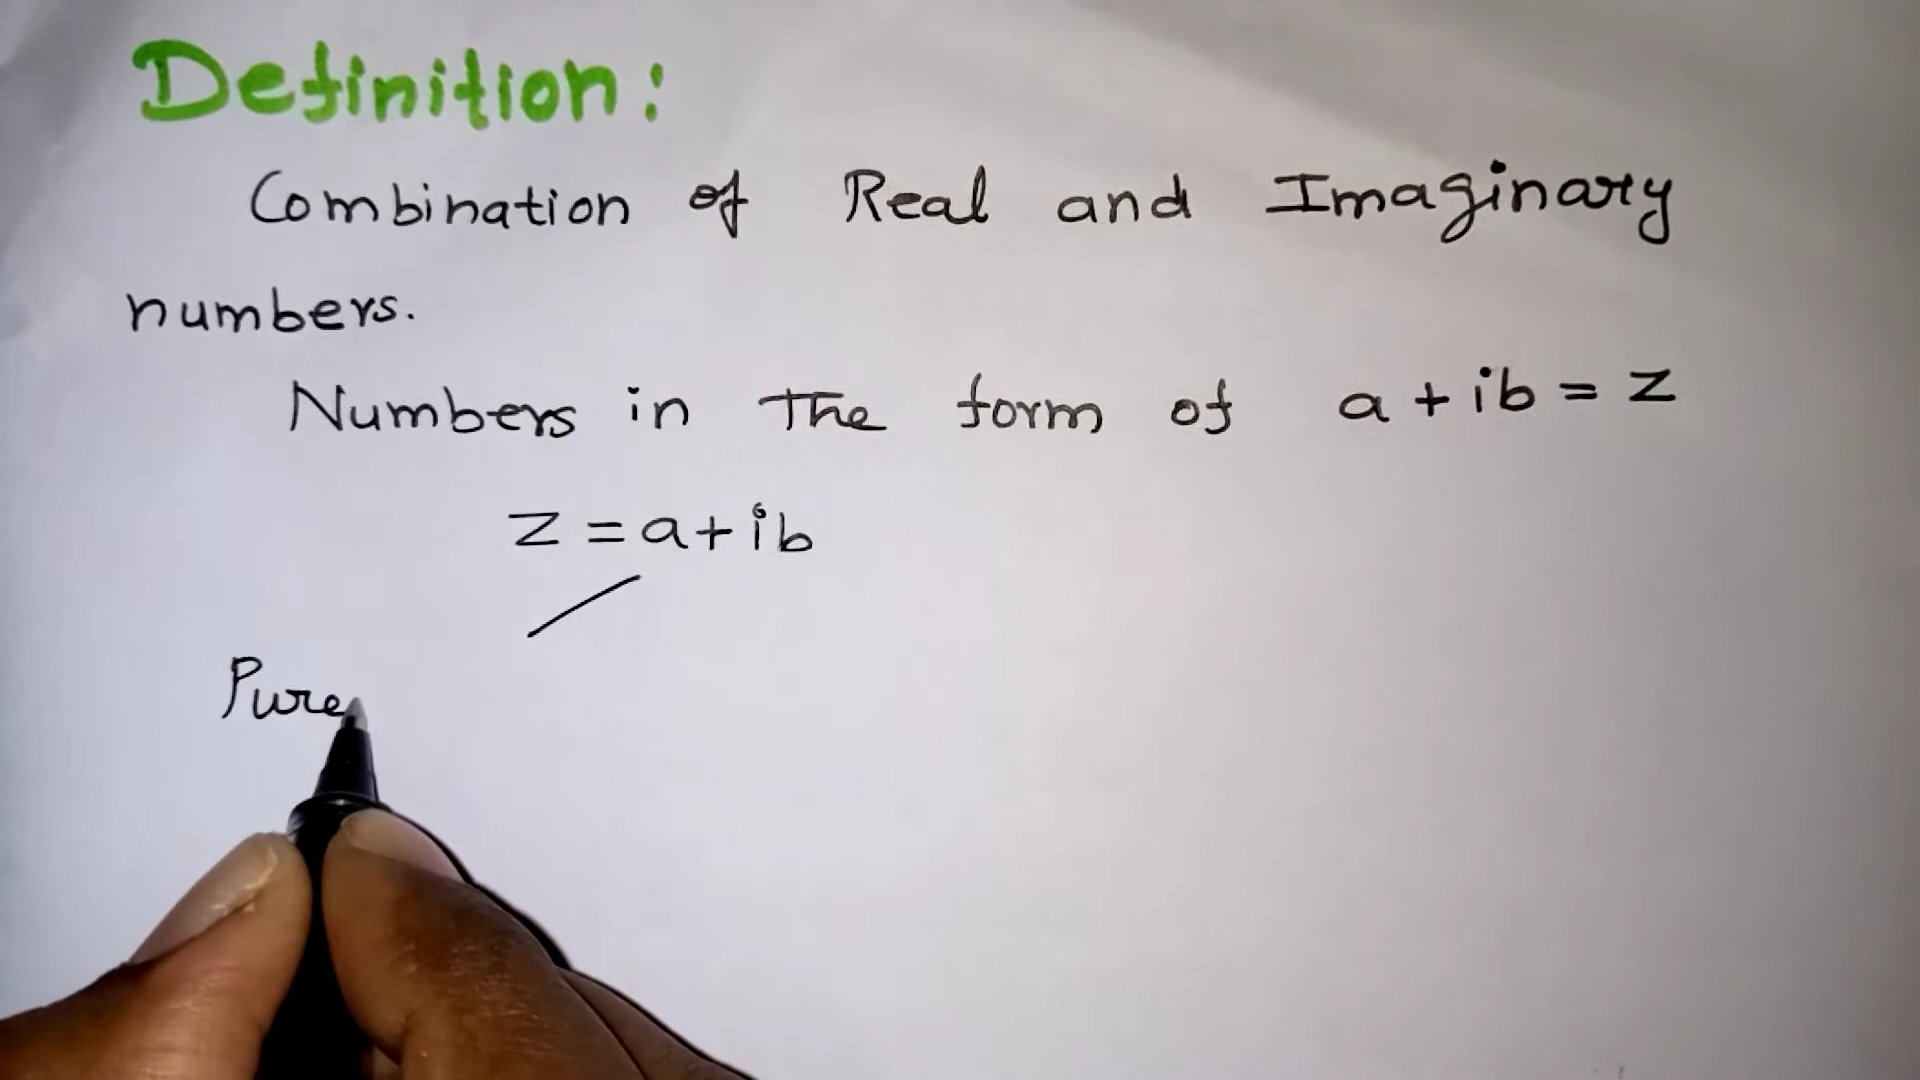 Definition:
Combination of Real and Imaginary
numbers.
Numbers in the form of a + ib = z
z = a + ib
Pure